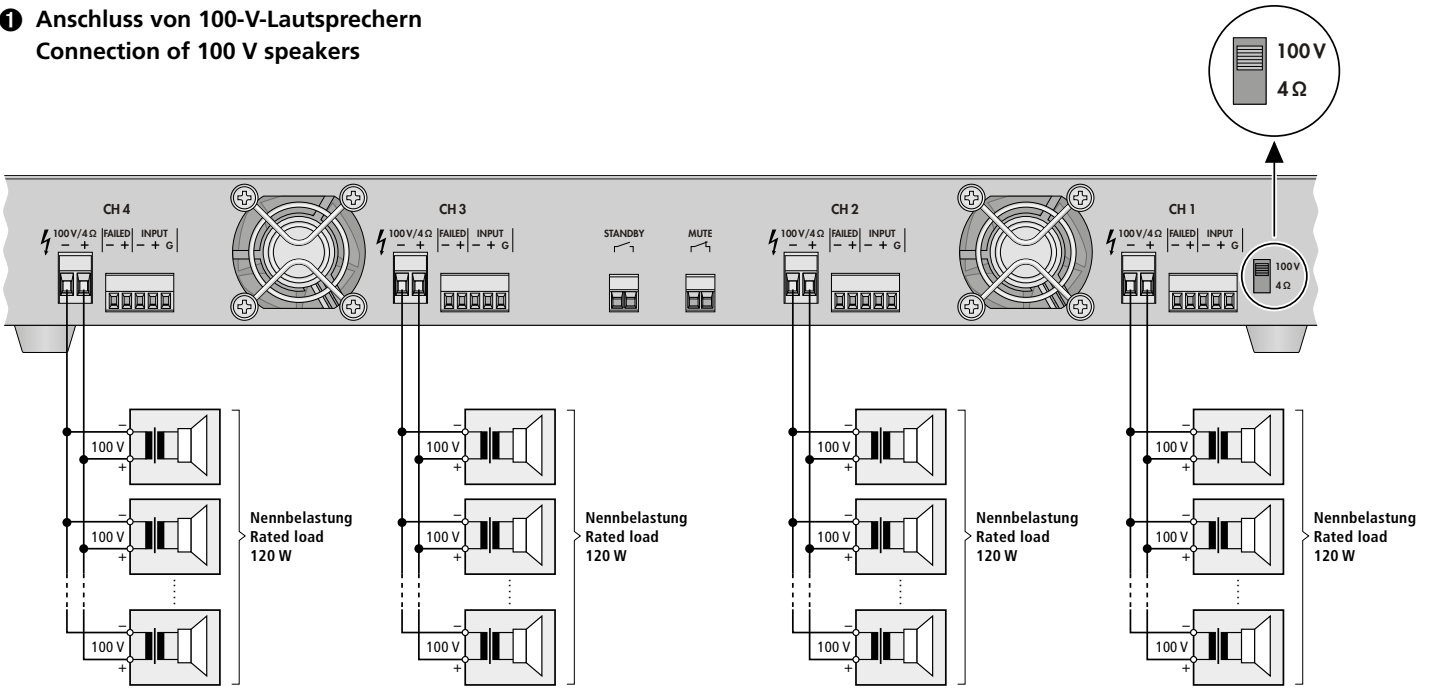 ❶ Anschluss von 100-V-Lautsprechern
Connection of 100 V speakers
100 V
4 Ω
CH 4
100 V/4 Ω FAILED INPUT
– + – + – + G
CH 3
100 V/4 Ω FAILED INPUT
– + – + – + G
STANDBY
MUTE
CH 2
100 V/4 Ω FAILED INPUT
– + – + – + G
CH 1
100 V/4 Ω FAILED INPUT
– + – + – + G
100 V
4 Ω
–
100 V
+
–
100 V
+
–
100 V
+
Nennbelastung
Rated load
120 W
–
100 V
+
–
100 V
+
–
100 V
+
Nennbelastung
Rated load
120 W
–
100 V
+
–
100 V
+
–
100 V
+
Nennbelastung
Rated load
120 W
–
100 V
+
–
100 V
+
–
100 V
+
Nennbelastung
Rated load
120 W